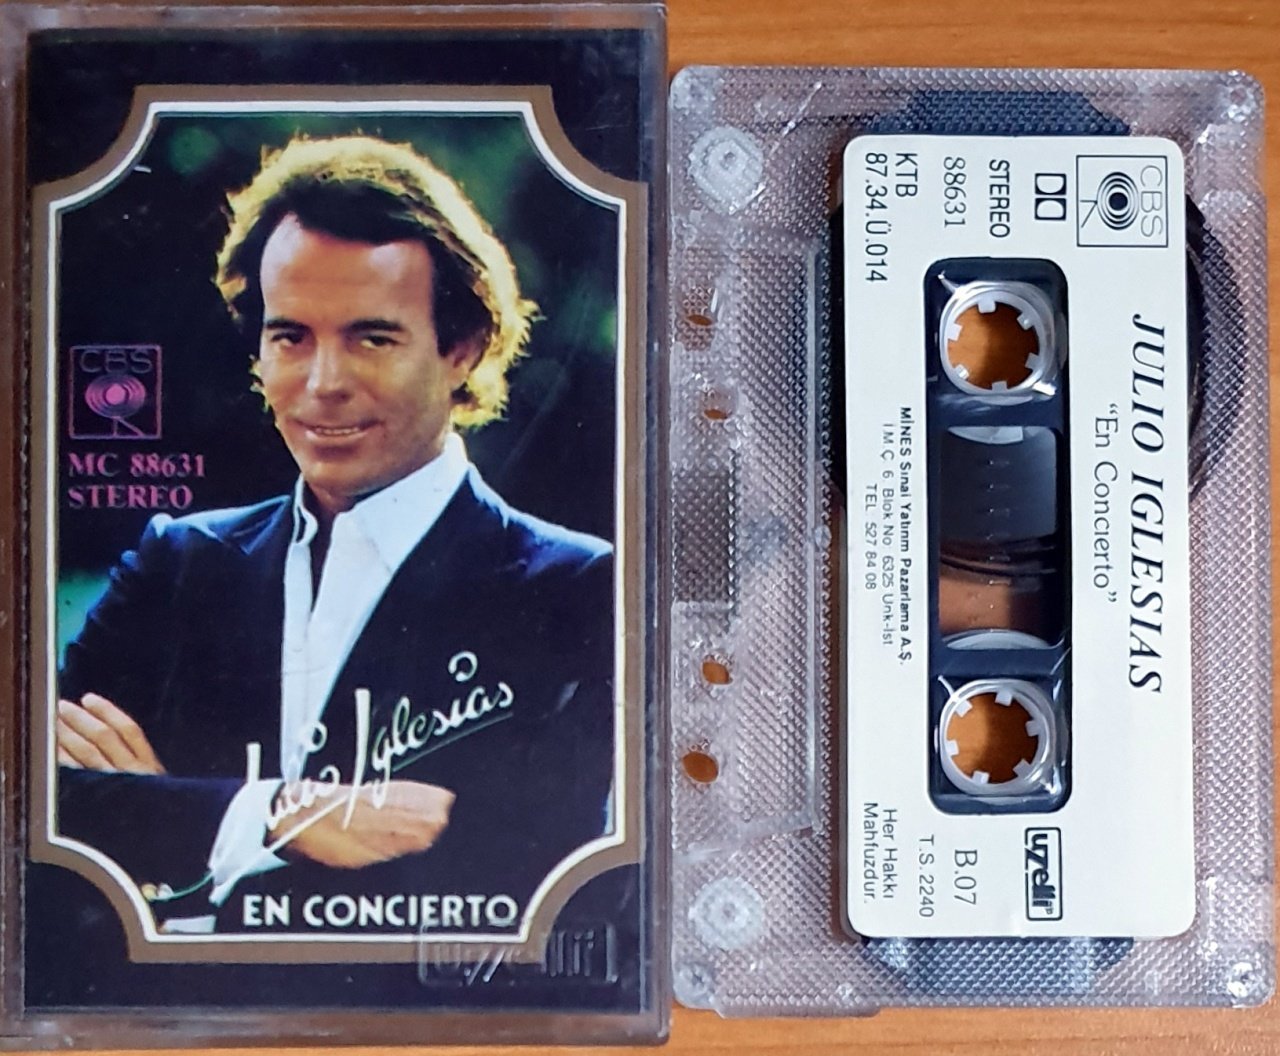 CBS
MC 88631
STEREO
Julio Iglesias
EN CONCIERTO
uzelli
CBS
JULIO IGLESIAS
"En Concierto"
STEREO
88631
KTB
87.34.Ü.014
MİNES Sınai Yatırım Pazarlama A.Ş.
İ.M.Ç. 6. Blok No: 6325 Unk-İst.
TEL: 527 84 08
uzelli
B.07
T.S. 2240
Her Hakkı
Mahfuzdur.